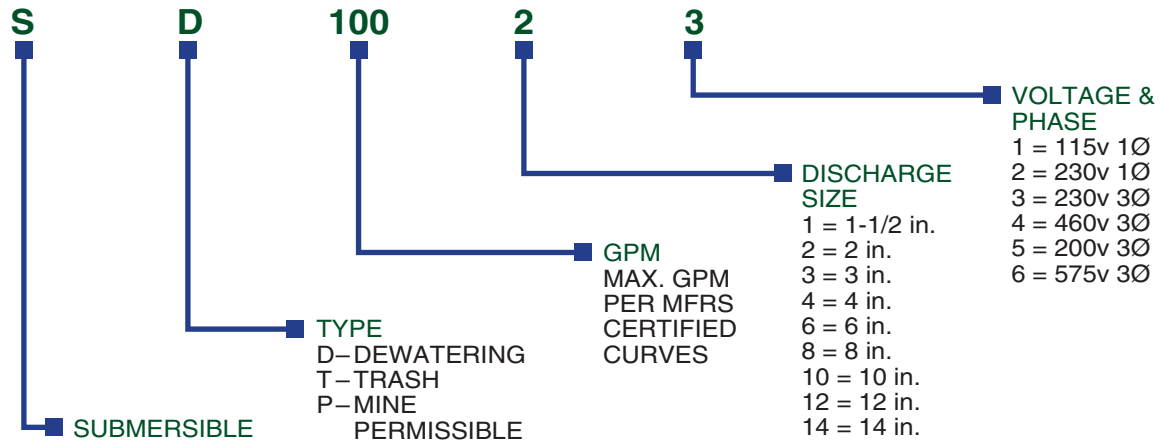 S D 100 2 3
VOLTAGE &
PHASE
1 = 115v 1Ø
2 = 230v 1Ø
3 = 230v 3Ø
4 = 460v 3Ø
5 = 200v 3Ø
6 = 575v 3Ø
DISCHARGE
SIZE
1 = 1-1/2 in.
2 = 2 in.
3 = 3 in.
4 = 4 in.
6 = 6 in.
8 = 8 in.
10 = 10 in.
12 = 12 in.
14 = 14 in.
GPM
MAX. GPM
PER MFRS
CERTIFIED
CURVES
TYPE
D–DEWATERING
T–TRASH
P–MINE
PERMISSIBLE
SUBMERSIBLE